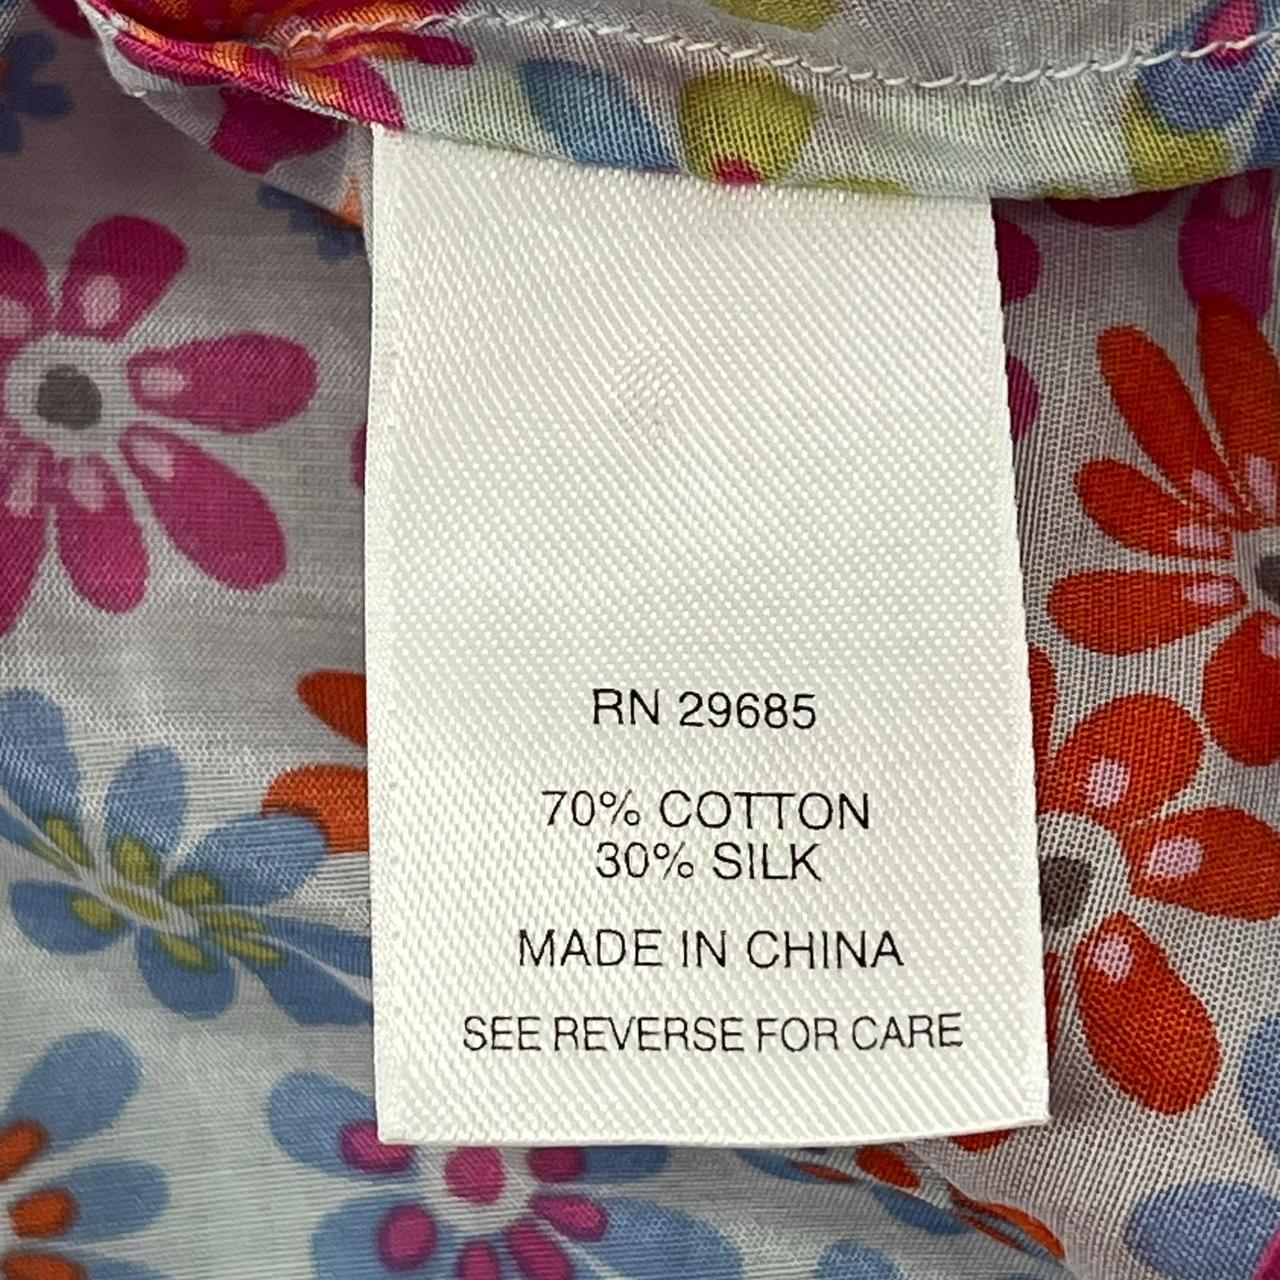 RN 29685
70% COTTON
30% SILK
MADE IN CHINA
SEE REVERSE FOR CARE